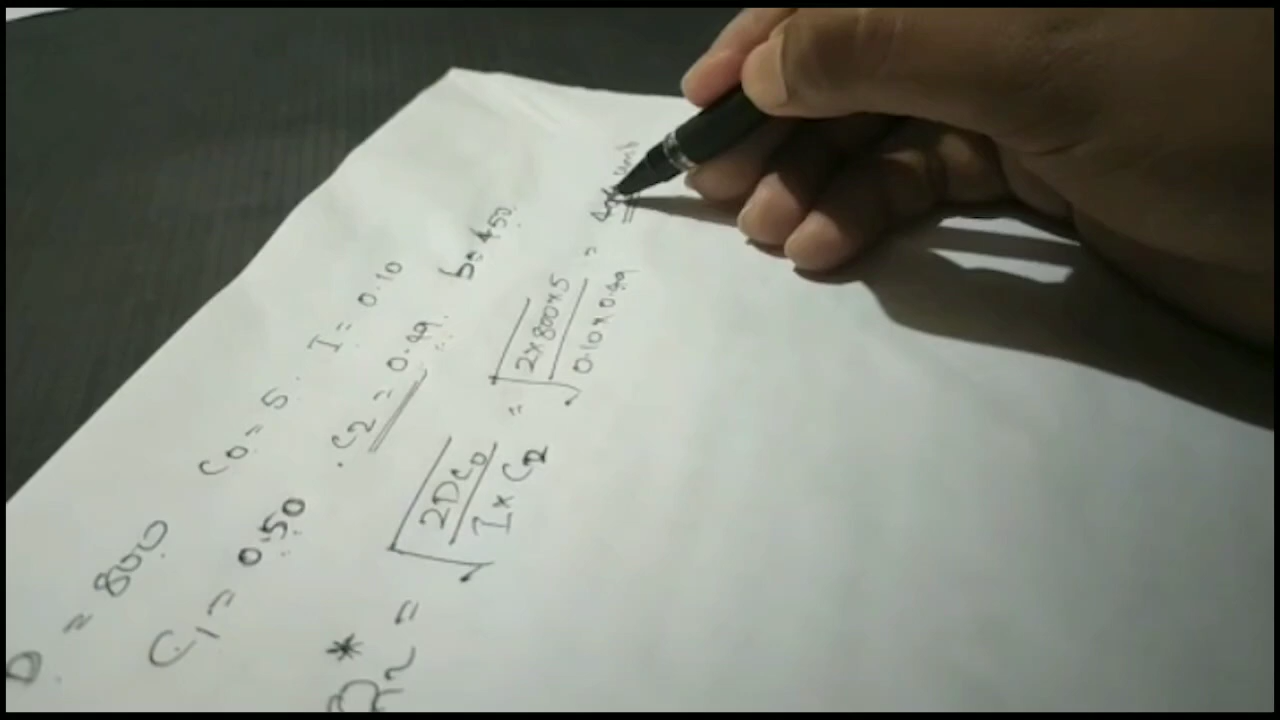 D = 800 C0 = 5. I = 0.10
C1 = 0.50 . C2 = 0.49. b = 450
Q2* = √2DC0 / I x C2 = √2 x 800 x 5 / 0.10 x 0.49 =